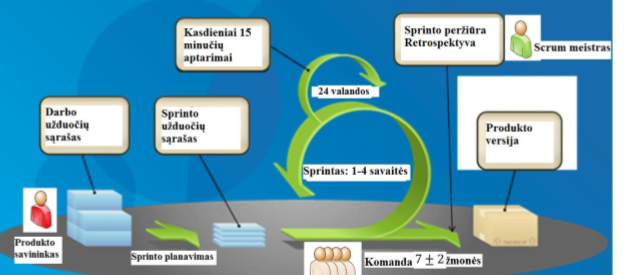 Kasdieniai 15
minučių
aptarimai
Sprinto peržiūra
Retrospektyva
Scrum meistras
24 valandos
Darbo
užduočių
sąrašas
Sprinto
užduočių
sąrašas
Produkto
versija
Sprintas: 1-4 savaitės
Produkto
savininkas
Sprinto planavimas
Komanda 7 ± 2 žmonės